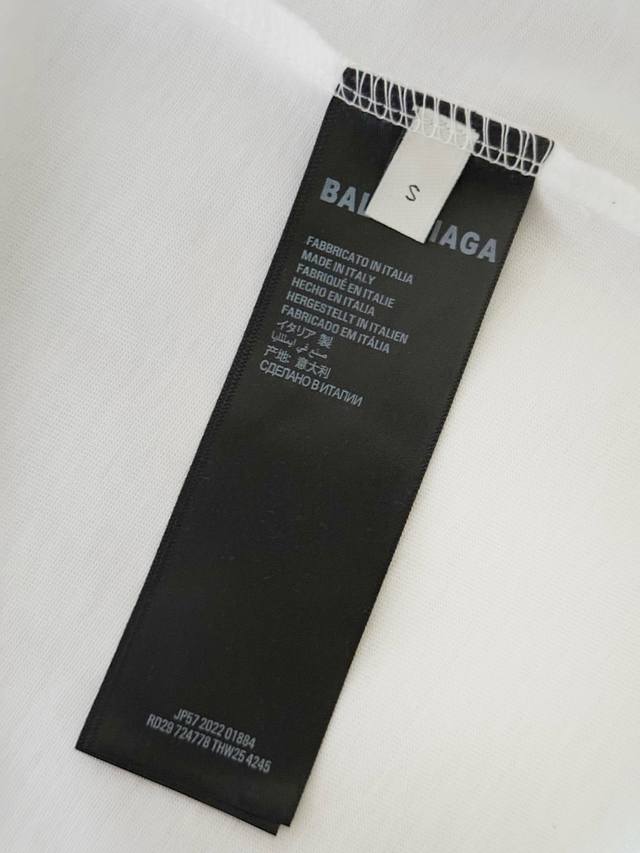 S
BAL NIAGA
FABBRICATO IN ITALIA
MADE IN ITALY
FABRIQUÉ EN ITALIE
HECHO EN ITALIA
HERGESTELLT IN ITALIEN
FABRICADO EM ITÁLIA
イタリア 製
صنع في إيطاليا
产地: 意大利
СДЕЛАНО В ИТАЛИИ
JP57 2022 01884
RD29 724778 THW25 4245